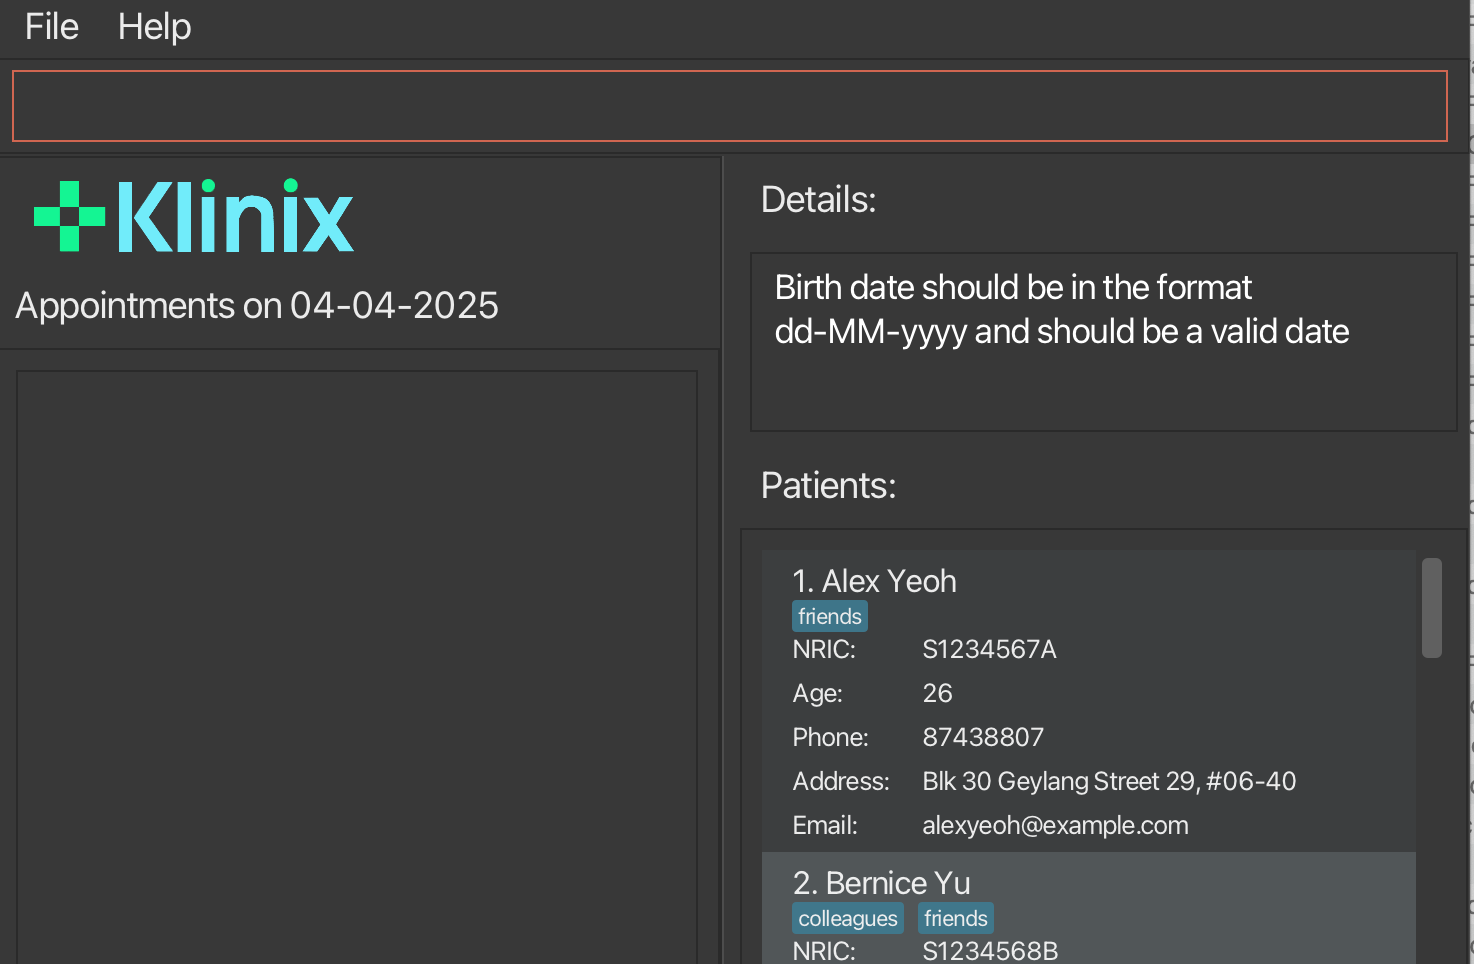 File Help
Klinix
Appointments on 04-04-2025
Details:
Birth date should be in the format
dd-MM-yyyy and should be a valid date
Patients:
1. Alex Yeoh
friends
NRIC: S1234567A
Age: 26
Phone: 87438807
Address: Blk 30 Geylang Street 29, #06-40
Email: alexyeoh@example.com
2. Bernice Yu
colleagues friends
NRIC: S1234568B